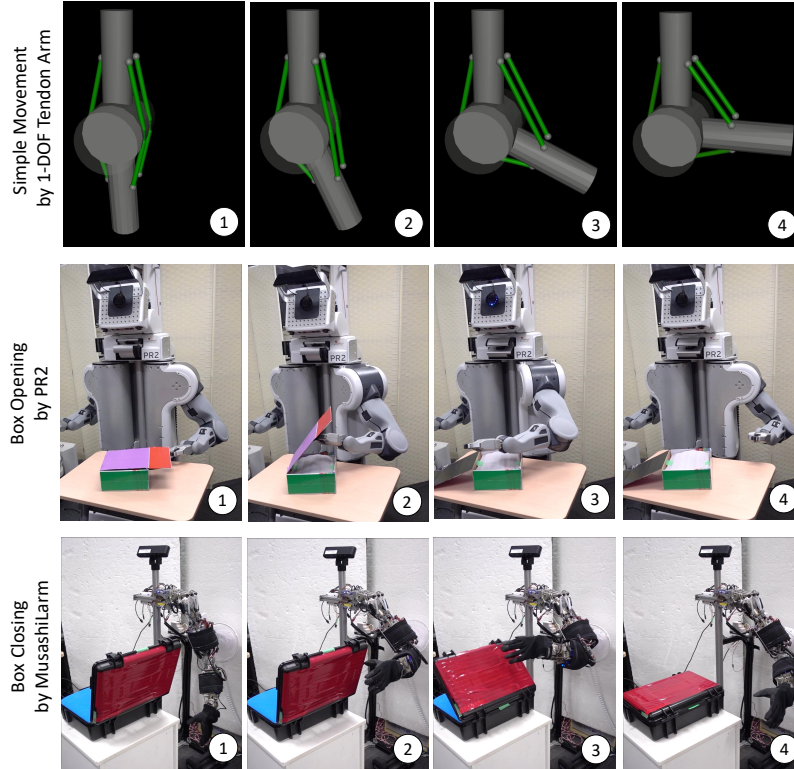 Simple Movement
by 1-DOF Tendon Arm
1
2
3
4
Box Opening
by PR2
PR2
1
PR2
2
PR2
3
PR2
4
Box Closing
by MusashiLarm
1
2
3
4